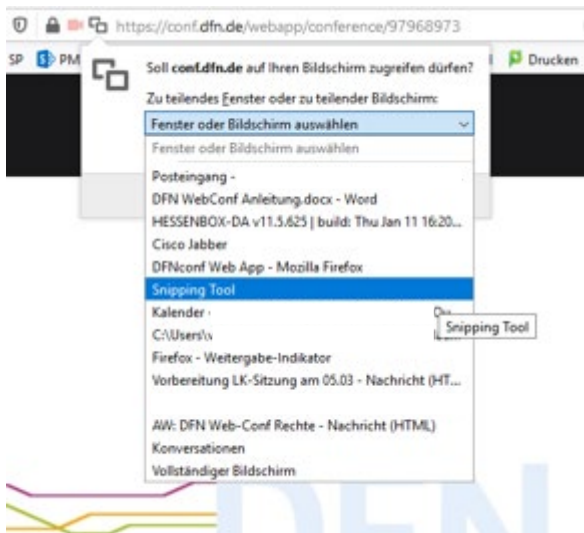 https://conf.dfn.de/webapp/conference/97968973
SP PM Drucken
Soll conf.dfn.de auf Ihren Bildschirm zugreifen dürfen?
Zu teilendes Fenster oder zu teilender Bildschirm:
Fenster oder Bildschirm auswählen
Fenster oder Bildschirm auswählen
Posteingang -
DFN WebConf Anleitung.docx - Word
HESSENBOX-DA v11.5.625 | build: Thu Jan 11 16:20...
Cisco Jabber
DFNconf Web App - Mozilla Firefox
Snipping Tool
Kalender -
Snipping Tool
C:\Users\
Firefox - Weitergabe-Indikator
Vorbereitung LK-Sitzung am 05.03 - Nachricht (HT...
AW: DFN Web-Conf Rechte - Nachricht (HTML)
Konversationen
Vollständiger Bildschirm
DFN